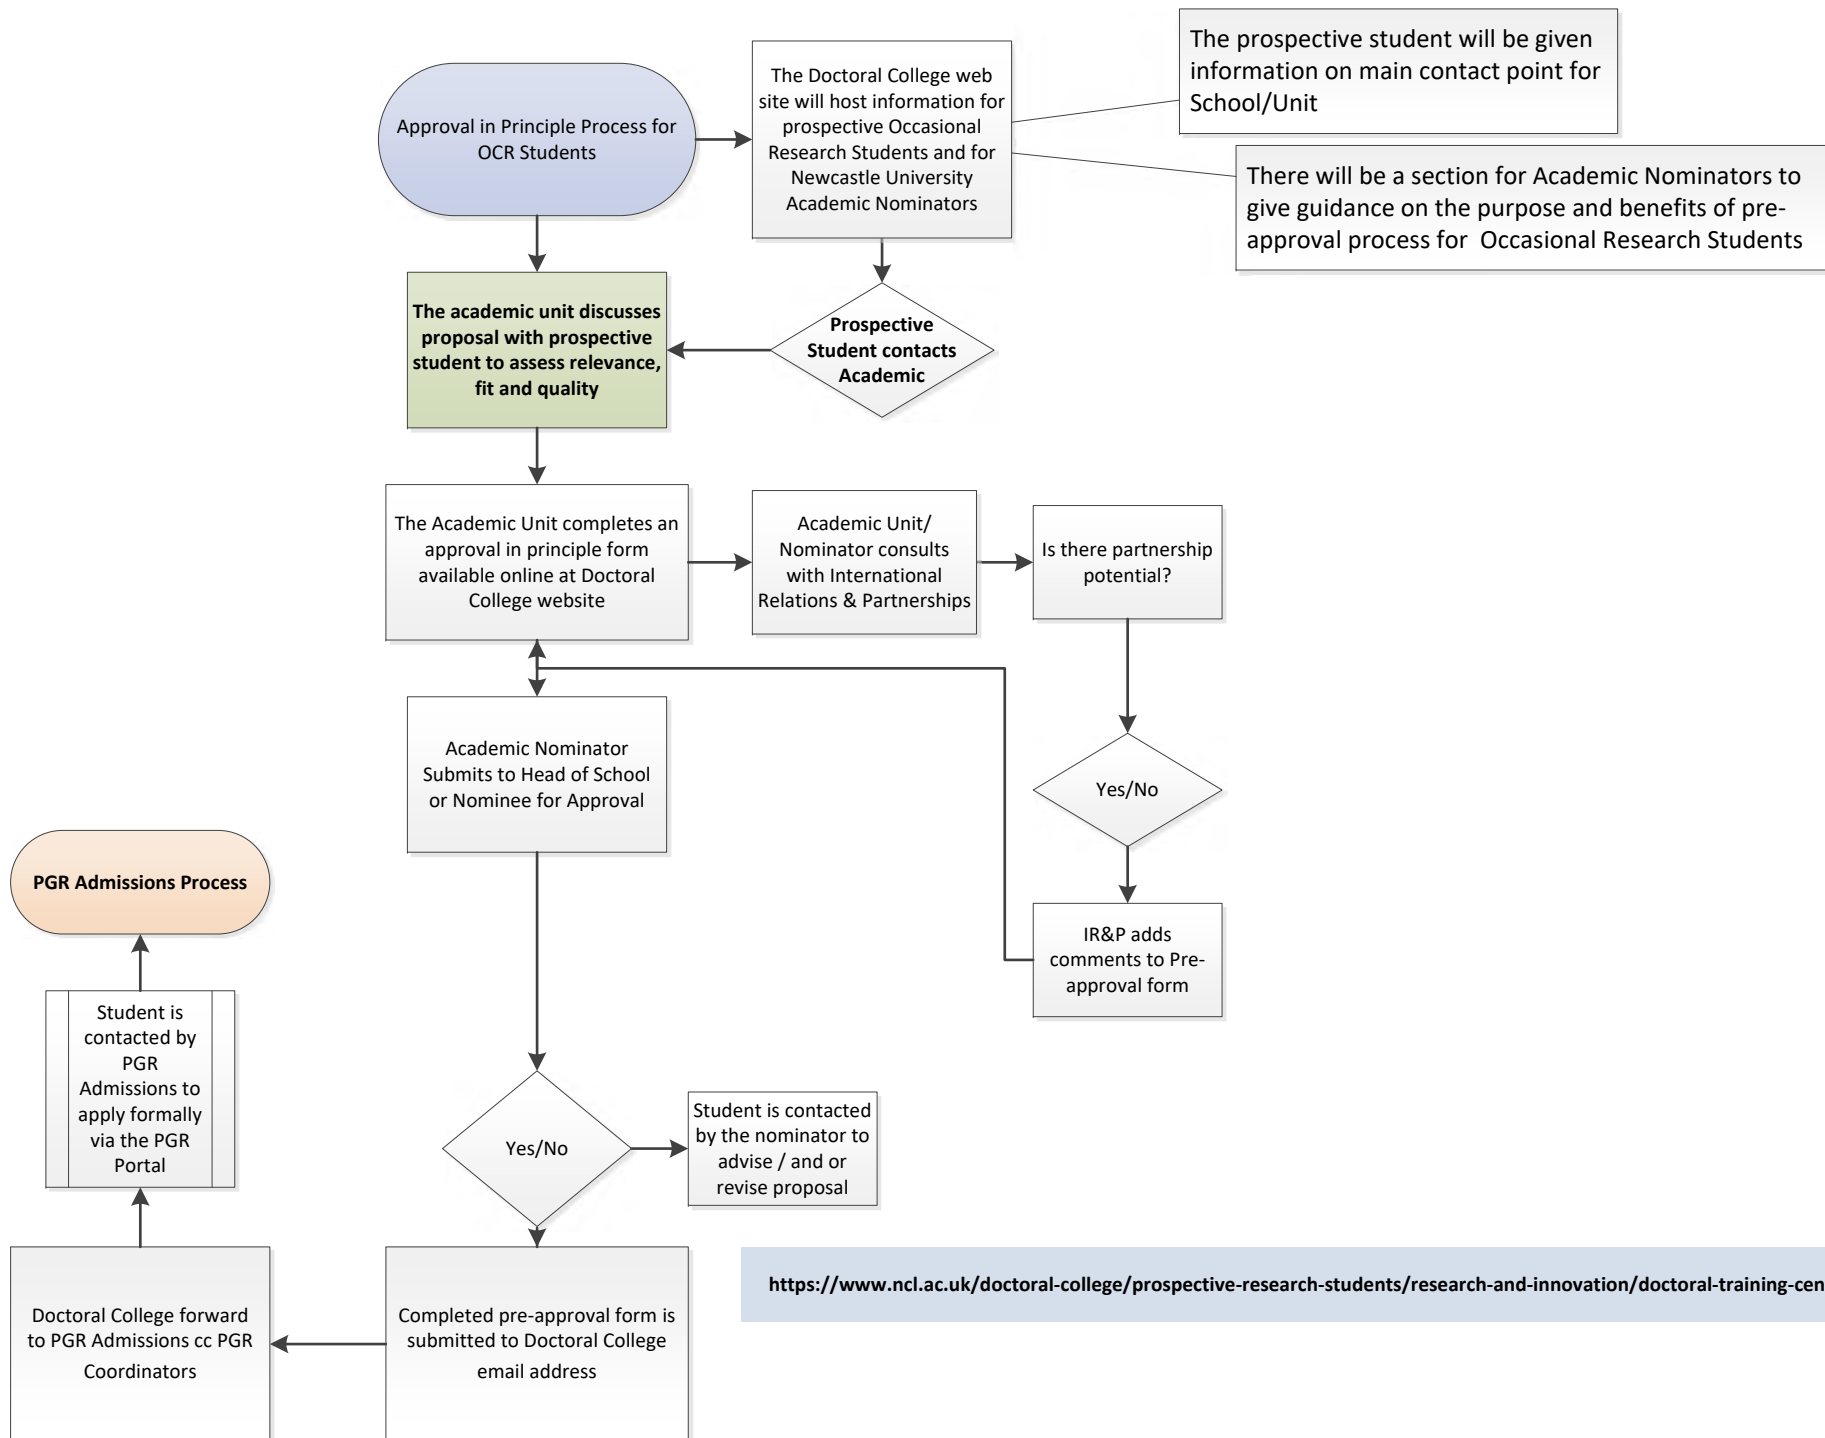 Approval in Principle Process for
OCR Students
The Doctoral College web
site will host information for
prospective Occasional
Research Students and for
Newcastle University
Academic Nominators
The prospective student will be given
information on main contact point for
School/Unit
There will be a section for Academic Nominators to
give guidance on the purpose and benefits of pre-
approval process for  Occasional Research Students
The academic unit discusses
proposal with prospective
student to assess relevance,
fit and quality
Prospective
Student contacts
Academic
The Academic Unit completes an
approval in principle form
available online at Doctoral
College website
Academic Unit/
Nominator consults
with International
Relations & Partnerships
Is there partnership
potential?
Academic Nominator
Submits to Head of School
or Nominee for Approval
Yes/No
PGR Admissions Process
IR&P adds
comments to Pre-
approval form
Student is
contacted by
PGR
Admissions to
apply formally
via the PGR
Portal
Yes/No
Student is contacted
by the nominator to
advise / and or
revise proposal
Doctoral College forward
to PGR Admissions cc PGR
Coordinators
Completed pre-approval form is
submitted to Doctoral College
email address
https://www.ncl.ac.uk/doctoral-college/prospective-research-students/research-and-innovation/doctoral-training-cen